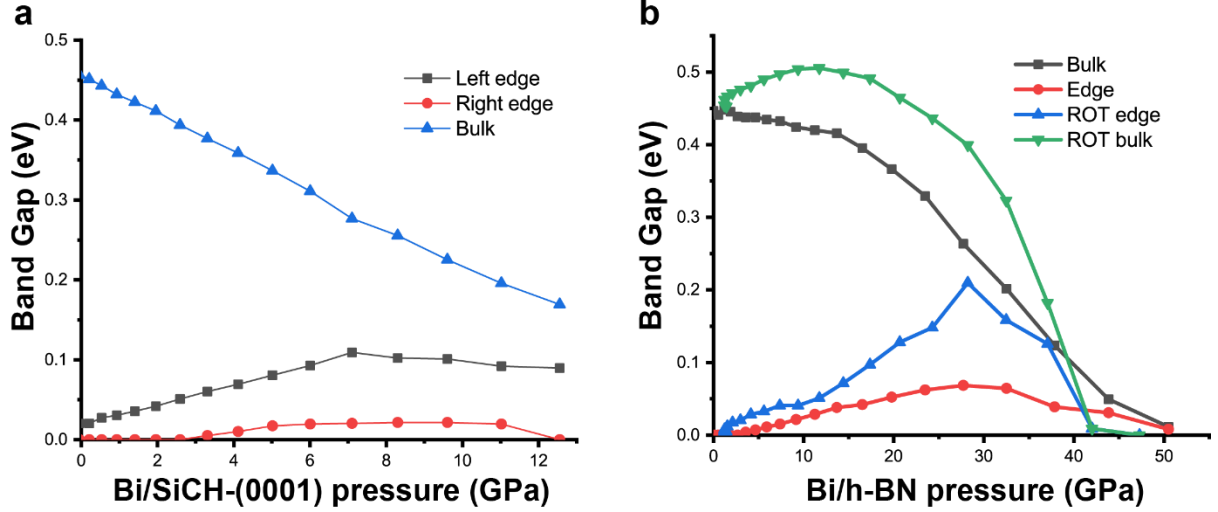 a
Band Gap (eV)
0.5
0.4
0.3
0.2
0.1
0.0
Left edge
Right edge
Bulk
0 2 4 6 8 10 12
Bi/SiCH-(0001) pressure (GPa)
b
Band Gap (eV)
0.5
0.4
0.3
0.2
0.1
0.0
Bulk
Edge
ROT edge
ROT bulk
0 10 20 30 40 50
Bi/h-BN pressure (GPa)